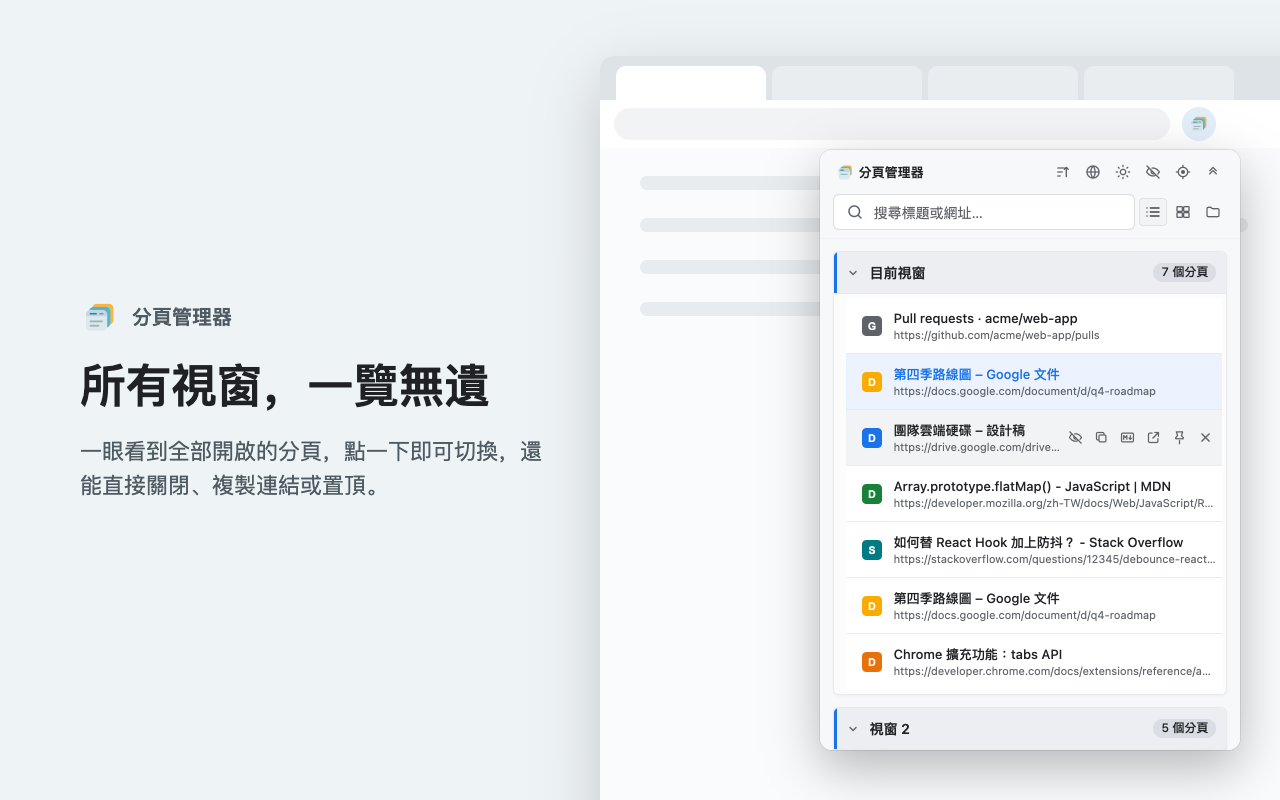 分頁管理器
所有視窗，一覽無遺
一眼看到全部開啟的分頁，點一下即可切換，還
能直接關閉、複製連結或置頂。
分頁管理器
搜尋標題或網址...
目前視窗
7 個分頁
G
Pull requests · acme/web-app
https://github.com/acme/web-app/pulls
D
第四季路線圖 – Google 文件
https://docs.google.com/document/d/q4-roadmap
D
團隊雲端硬碟 – 設計稿
https://drive.google.com/drive...
D
Array.prototype.flatMap() - JavaScript | MDN
https://developer.mozilla.org/zh-TW/docs/Web/JavaScript/R...
S
如何替 React Hook 加上防抖？ - Stack Overflow
https://stackoverflow.com/questions/12345/debounce-react...
D
第四季路線圖 – Google 文件
https://docs.google.com/document/d/q4-roadmap
D
Chrome 擴充功能：tabs API
https://developer.chrome.com/docs/extensions/reference/a...
視窗 2
5 個分頁